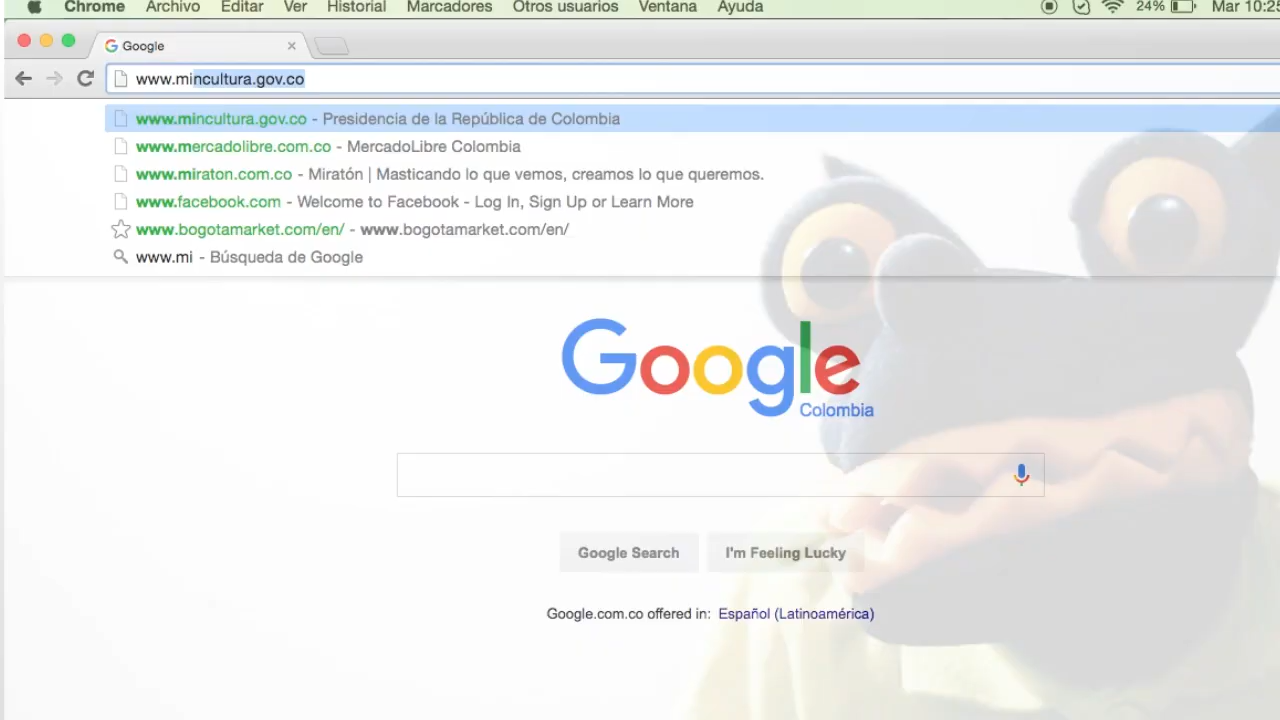 Chrome Archivo Editar Ver Historial Marcadores Otros usuarios Ventana Ayuda 24% Mar 10:25
Google
www.mincultura.gov.co
www.mincultura.gov.co - Presidencia de la República de Colombia
www.mercadolibre.com.co - MercadoLibre Colombia
www.miraton.com.co - Miratón | Masticando lo que vemos, creamos lo que queremos.
www.facebook.com - Welcome to Facebook - Log In, Sign Up or Learn More
www.bogotamarket.com/en/ - www.bogotamarket.com/en/
www.mi - Búsqueda de Google
Google
Colombia
Google Search I'm Feeling Lucky
Google.com.co offered in: Español (Latinoamérica)